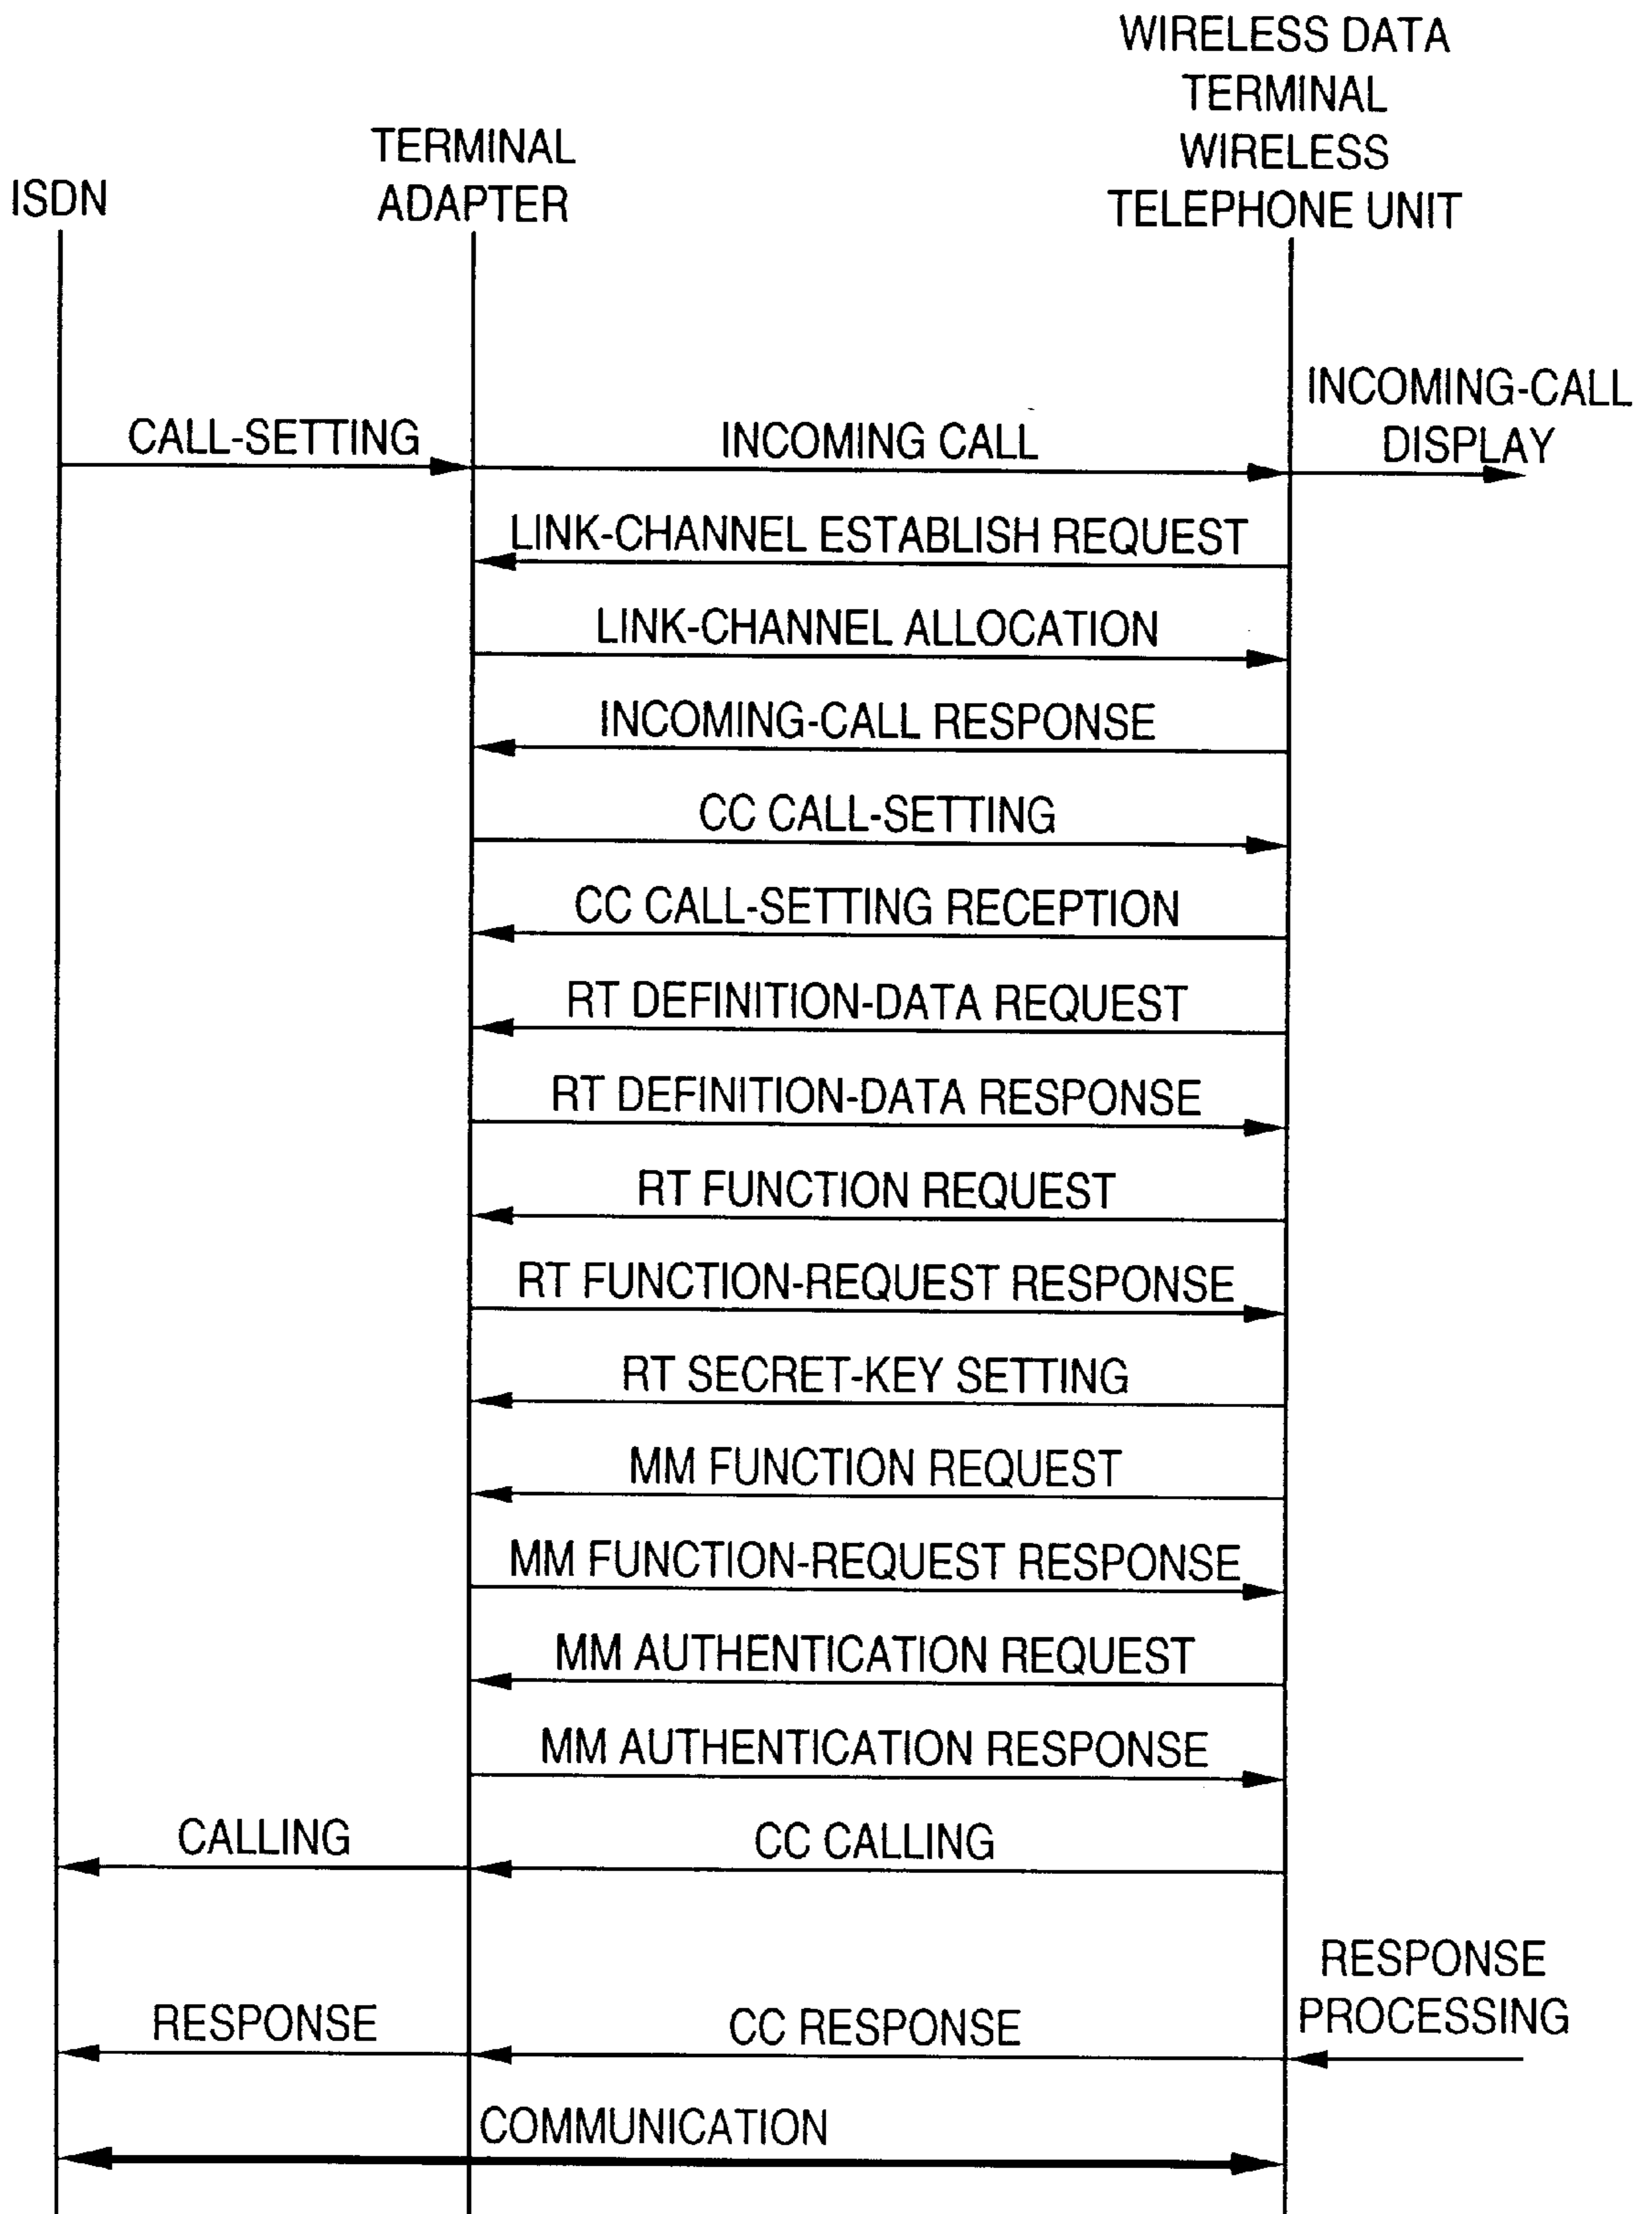 WIRELESS DATA
TERMINAL
WIRELESS
TELEPHONE UNIT
TERMINAL
ADAPTER
ISDN
INCOMING-CALL
DISPLAY
CALL-SETTING
INCOMING CALL
LINK-CHANNEL ESTABLISH REQUEST
LINK-CHANNEL ALLOCATION
INCOMING-CALL RESPONSE
CC CALL-SETTING
CC CALL-SETTING RECEPTION
RT DEFINITION-DATA REQUEST
RT DEFINITION-DATA RESPONSE
RT FUNCTION REQUEST
RT FUNCTION-REQUEST RESPONSE
RT SECRET-KEY SETTING
MM FUNCTION REQUEST
MM FUNCTION-REQUEST RESPONSE
MM AUTHENTICATION REQUEST
MM AUTHENTICATION RESPONSE
CALLING
CC CALLING
RESPONSE
PROCESSING
RESPONSE
CC RESPONSE
COMMUNICATION